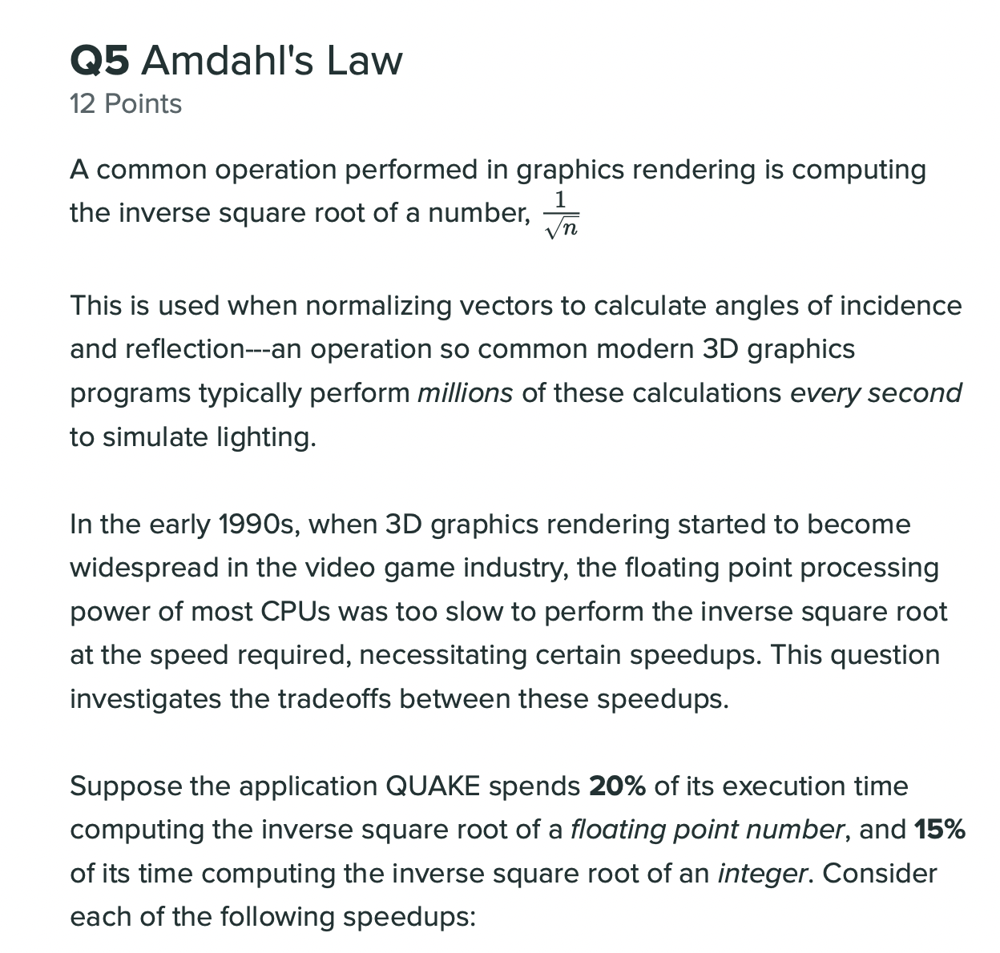 Q5 Amdahl's Law
12 Points
A common operation performed in graphics rendering is computing
the inverse square root of a number, \frac{1}{\sqrt{n}}
This is used when normalizing vectors to calculate angles of incidence
and reflection---an operation so common modern 3D graphics
programs typically perform millions of these calculations every second
to simulate lighting.
In the early 1990s, when 3D graphics rendering started to become
widespread in the video game industry, the floating point processing
power of most CPUs was too slow to perform the inverse square root
at the speed required, necessitating certain speedups. This question
investigates the tradeoffs between these speedups.
Suppose the application QUAKE spends 20% of its execution time
computing the inverse square root of a floating point number, and 15%
of its time computing the inverse square root of an integer. Consider
each of the following speedups: